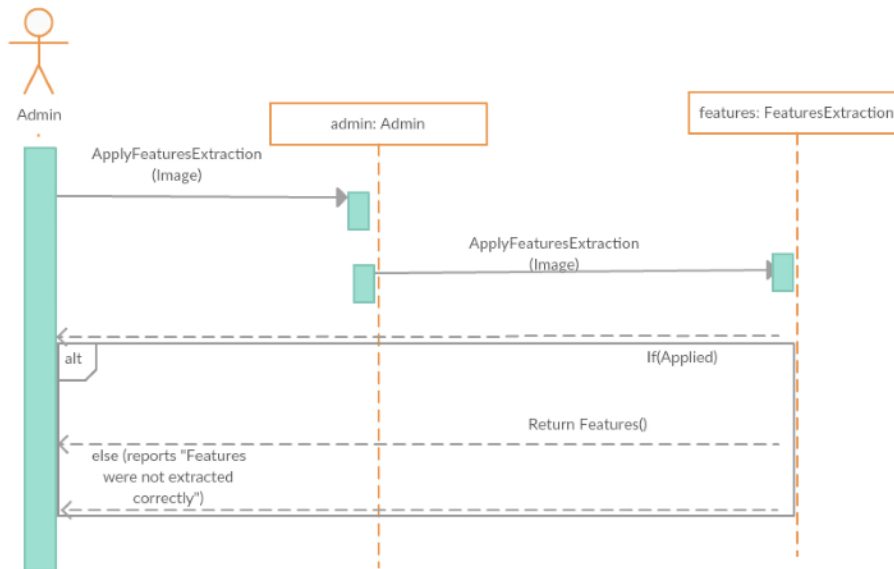 Admin
admin: Admin
features: FeaturesExtraction
ApplyFeaturesExtraction
(Image)
ApplyFeaturesExtraction
(Image)
alt
If(Applied)
Return Features()
else (reports "Features
were not extracted
correctly")